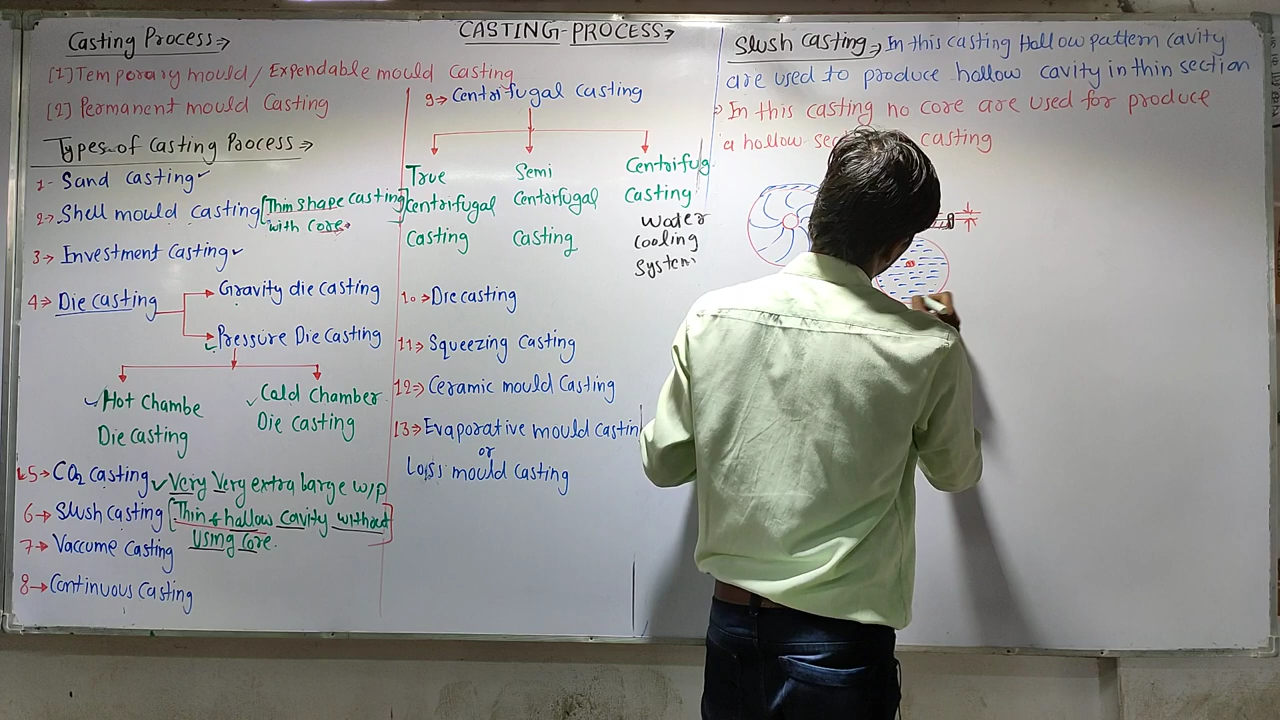 CASTING-PROCESS
Casting Process
(1) Temporary mould/Expendable mould Casting
(2) Permanent mould Casting
Types of Casting Process
1- Sand casting
2- Shell mould casting [Thin shape casting
with core]
3- Investment Casting
4- Die casting
Gravity die casting
Pressure Die Casting
Hot Chambe
Die casting
Cold Chamber
Die casting
5- CO2 casting Very Very extra large w/p
6- Slush casting [Thin & hallow cavity without
using core.]
7- Vaccume Casting
8- Continuous Casting
9- Centrifugal casting
True
Centrifugal
Casting
Semi
Centrifugal
Casting
Centrifug
Casting
Water
Cooling
System
10- Die casting
11- Squeezing Casting
12- Ceramic mould Casting
13- Evaporative mould castin
or
Loss mould casting
Slush Casting In this casting Hallow pattern cavity
are used to produce hollow cavity in thin section
In this casting no core are used for produce
a hollow casting